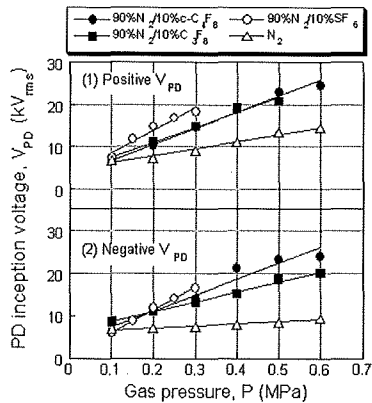 90%N2/10%c-C4F8
90%N2/10%SF6
90%N2/10%C3F8
N2
PD inception voltage, VPD (kVrms)
(1) Positive VPD
30
20
10
0
(2) Negative VPD
30
20
10
0
0 0.1 0.2 0.3 0.4 0.5 0.6 0.7
Gas pressure, P (MPa)